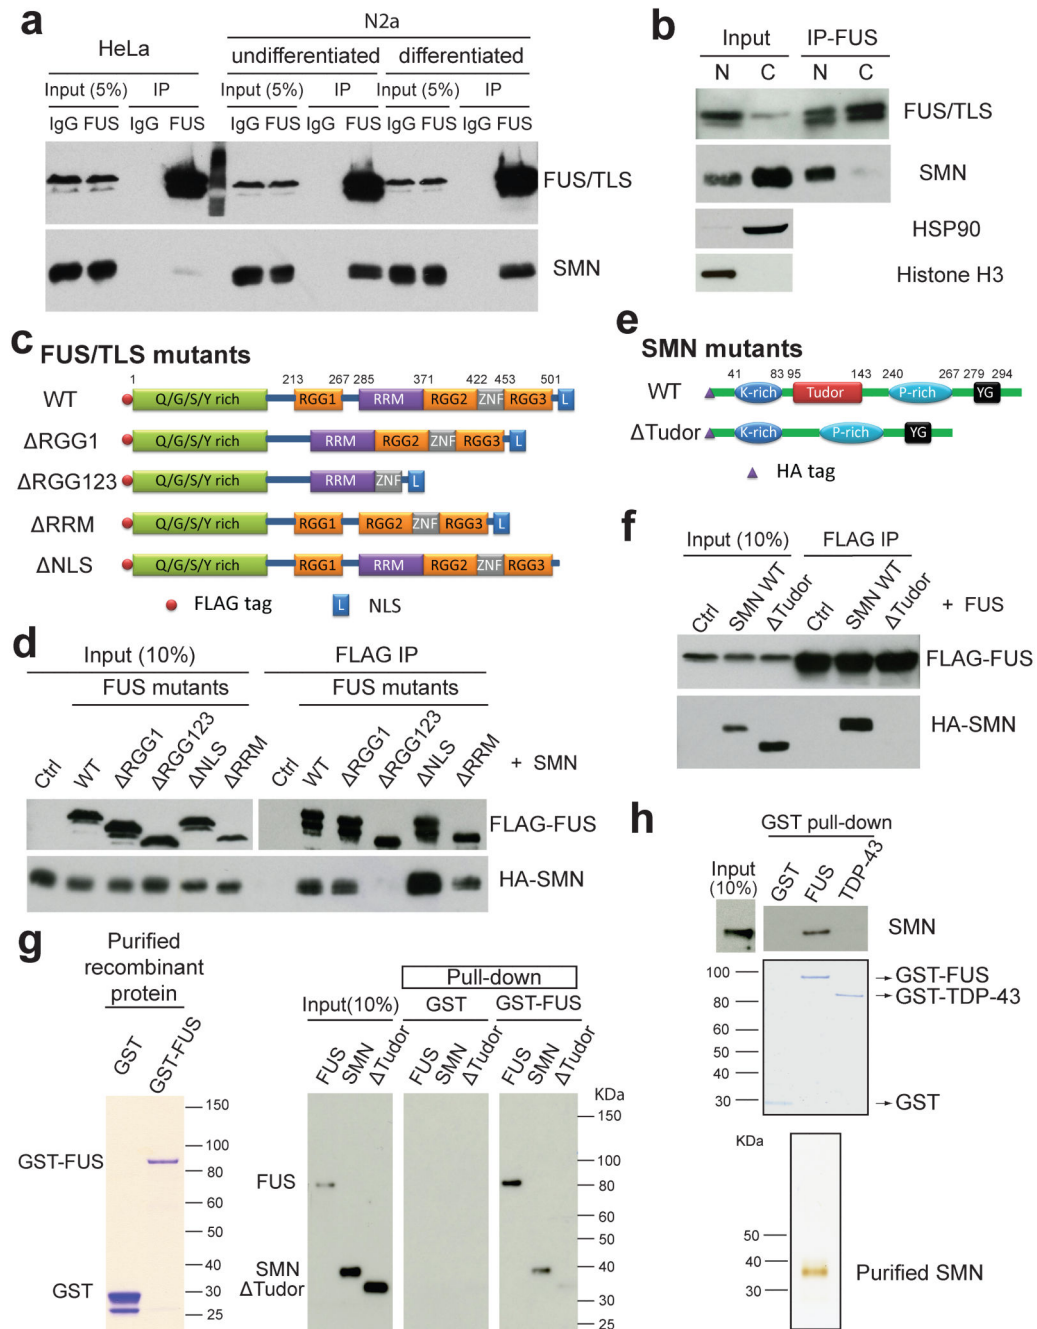 a
N2a
HeLa
undifferentiated differentiated
Input (5%) IP Input (5%) IP Input (5%) IP
IgG FUS IgG FUS IgG FUS IgG FUS IgG FUS IgG FUS
FUS/TLS
SMN
b
Input IP-FUS
N C N C
FUS/TLS
SMN
HSP90
Histone H3
c FUS/TLS mutants
1 213 267 285 371 422 453 501
WT Q/G/S/Y rich RGG1 RRM RGG2 ZNF RGG3 L
ΔRGG1 Q/G/S/Y rich RRM RGG2 ZNF RGG3 L
ΔRGG123 Q/G/S/Y rich RRM ZNF L
ΔRRM Q/G/S/Y rich RGG1 RGG2 ZNF RGG3 L
ΔNLS Q/G/S/Y rich RGG1 RRM RGG2 ZNF RGG3
FLAG tag L NLS
e
SMN mutants
41 83 95 143 240 267 279 294
WT K-rich Tudor P-rich YG
ΔTudor K-rich P-rich YG
HA tag
d
Input (10%) FLAG IP
FUS mutants FUS mutants
Ctrl WT ΔRGG1 ΔRGG123 ΔNLS ΔRRM Ctrl WT ΔRGG1 ΔRGG123 ΔNLS ΔRRM + SMN
FLAG-FUS
HA-SMN
f
Input (10%) FLAG IP
Ctrl SMN WT ΔTudor Ctrl SMN WT ΔTudor + FUS
FLAG-FUS
HA-SMN
g
Purified
recombinant
protein
GST GST-FUS
150
100
GST-FUS
80
60
50
40
GST 30
25
Pull-down
Input(10%) GST GST-FUS
FUS SMN ΔTudor FUS SMN ΔTudor FUS SMN ΔTudor
KDa
150
100
FUS 80
60
50
SMN 40
ΔTudor
30
25
h
GST pull-down
Input
(10%)
GST FUS TDP-43
SMN
100 GST-FUS
80 GST-TDP-43
60
50
40
30 GST
KDa
50
40
Purified SMN
30